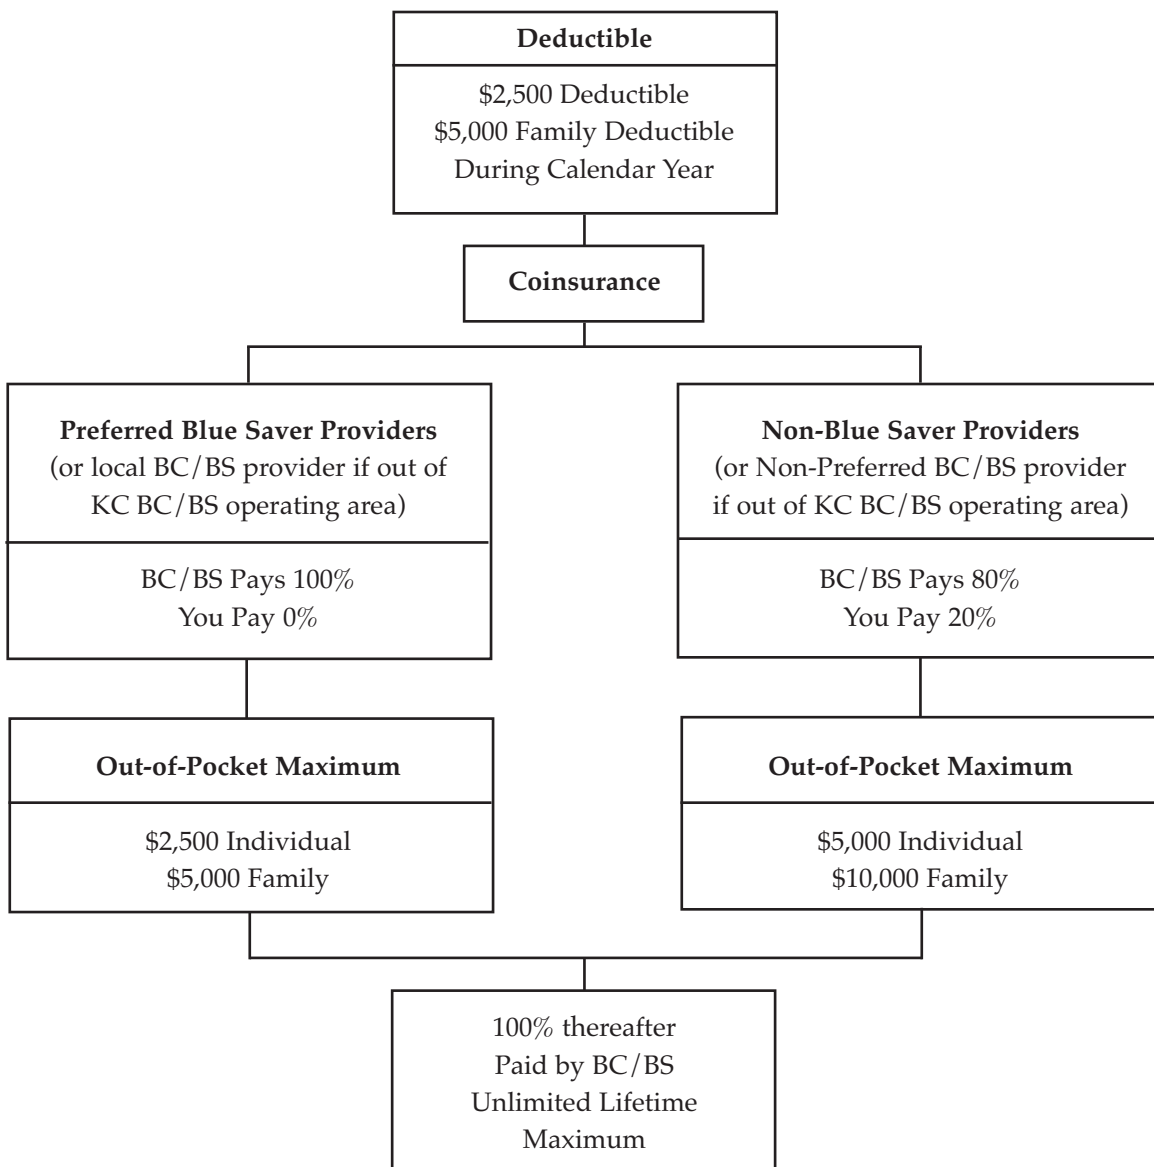 Deductible
$2,500 Deductible
$5,000 Family Deductible
During Calendar Year
Coinsurance
Preferred Blue Saver Providers
(or local BC/BS provider if out of
KC BC/BS operating area)
BC/BS Pays 100%
You Pay 0%
Out-of-Pocket Maximum
$2,500 Individual
$5,000 Family
Non-Blue Saver Providers
(or Non-Preferred BC/BS provider
if out of KC BC/BS operating area)
BC/BS Pays 80%
You Pay 20%
Out-of-Pocket Maximum
$5,000 Individual
$10,000 Family
100% thereafter
Paid by BC/BS
Unlimited Lifetime
Maximum